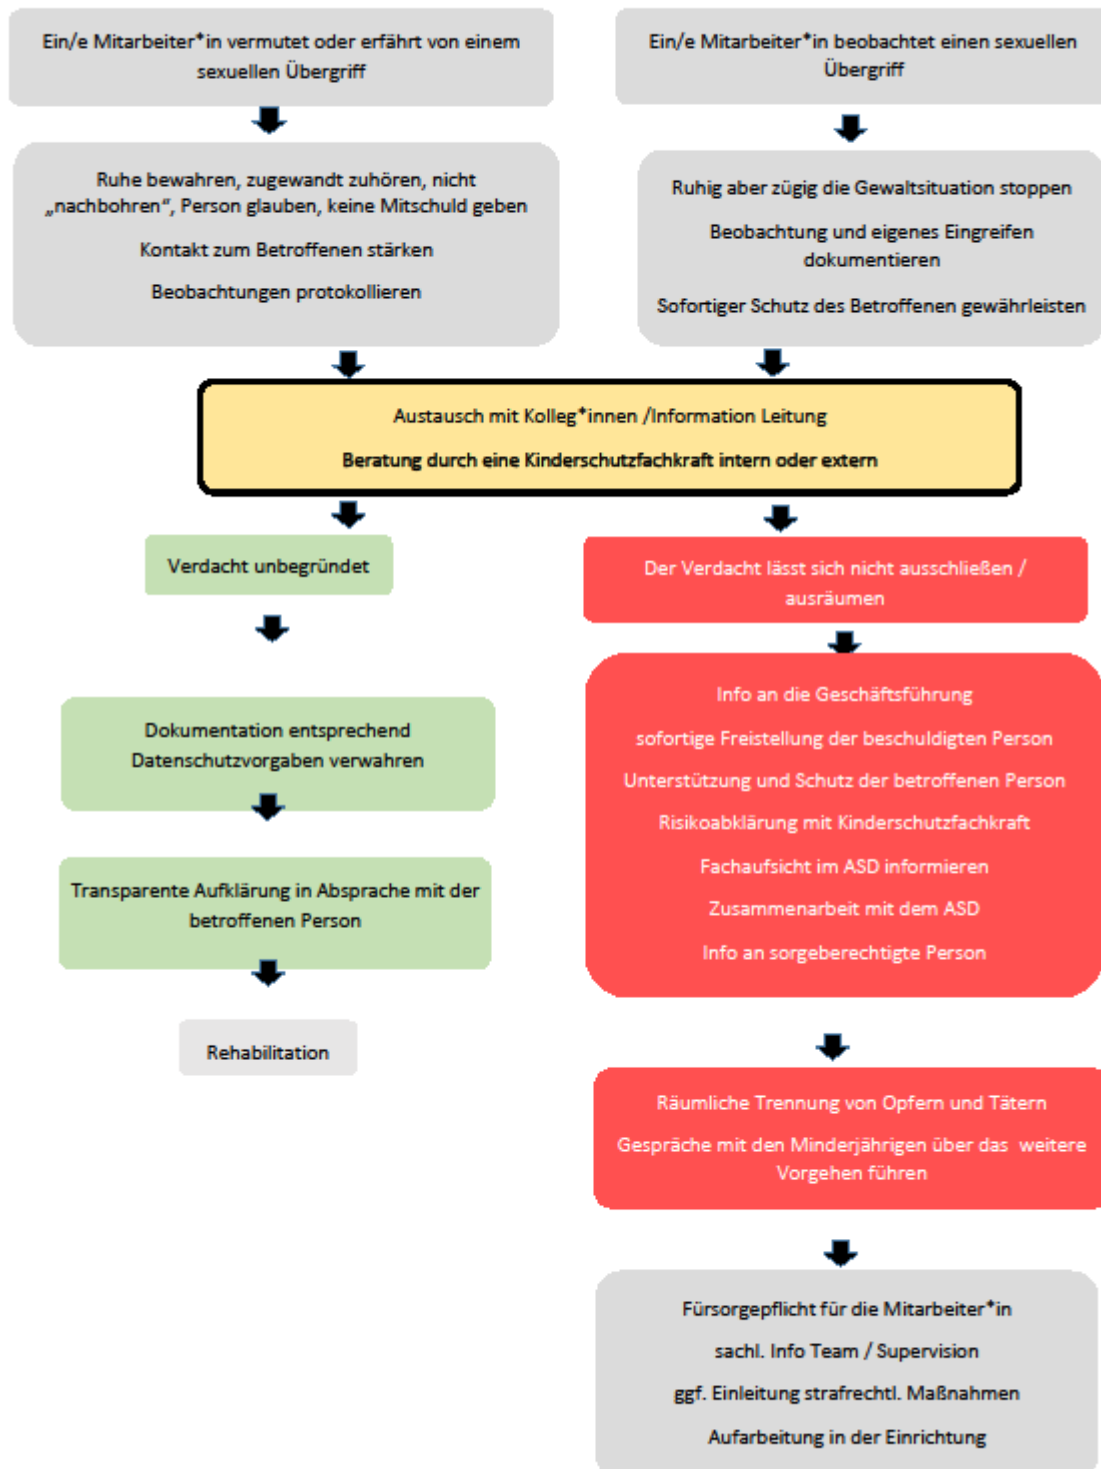 Ein/e Mitarbeiter*in vermutet oder erfährt von einem
sexuellen Übergriff
Ein/e Mitarbeiter*in beobachtet einen sexuellen
Übergriff
Ruhe bewahren, zugewandt zuhören, nicht
„nachbohren“, Person glauben, keine Mitschuld geben
Kontakt zum Betroffenen stärken
Beobachtungen protokollieren
Ruhig aber zügig die Gewaltsituation stoppen
Beobachtung und eigenes Eingreifen
dokumentieren
Sofortiger Schutz des Betroffenen gewährleisten
Austausch mit Kolleg*innen /Information Leitung
Beratung durch eine Kinderschutzfachkraft intern oder extern
Verdacht unbegründet
Dokumentation entsprechend
Datenschutzvorgaben verwahren
Transparente Aufklärung in Absprache mit der
betroffenen Person
Rehabilitation
Der Verdacht lässt sich nicht ausschließen /
ausräumen
Info an die Geschäftsführung
sofortige Freistellung der beschuldigten Person
Unterstützung und Schutz der betroffenen Person
Risikoabklärung mit Kinderschutzfachkraft
Fachaufsicht im ASD informieren
Zusammenarbeit mit dem ASD
Info an sorgeberechtigte Person
Räumliche Trennung von Opfern und Tätern
Gespräche mit den Minderjährigen über das weitere
Vorgehen führen
Fürsorgepflicht für die Mitarbeiter*in
sachl. Info Team / Supervision
ggf. Einleitung strafrechtl. Maßnahmen
Aufarbeitung in der Einrichtung